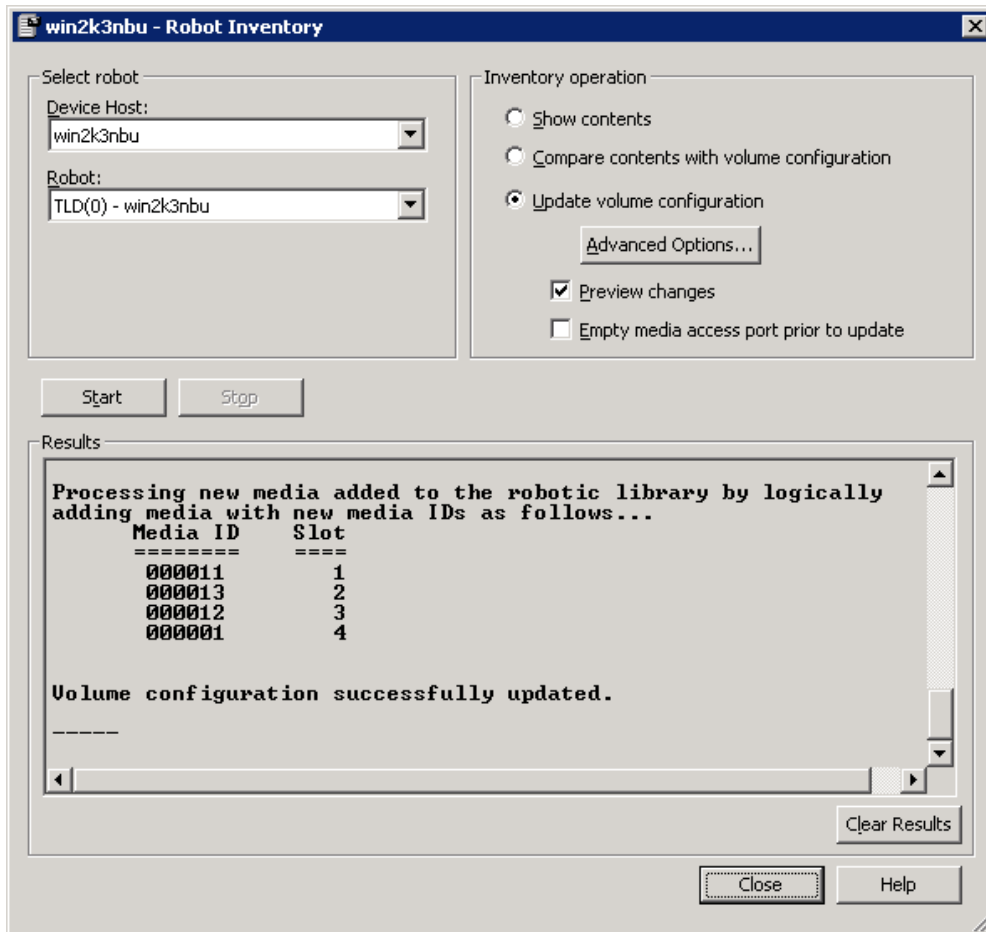 win2k3nbu - Robot Inventory
Select robot
Device Host:
win2k3nbu
Robot:
TLD(0) - win2k3nbu
Inventory operation
Show contents
Compare contents with volume configuration
Update volume configuration
Advanced Options...
Preview changes
Empty media access port prior to update
Start
Stop
Results
Processing new media added to the robotic library by logically
adding media with new media IDs as follows...
Media ID Slot
======== ====
000011 1
000013 2
000012 3
000001 4
Volume configuration successfully updated.
_____
Clear Results
Close
Help